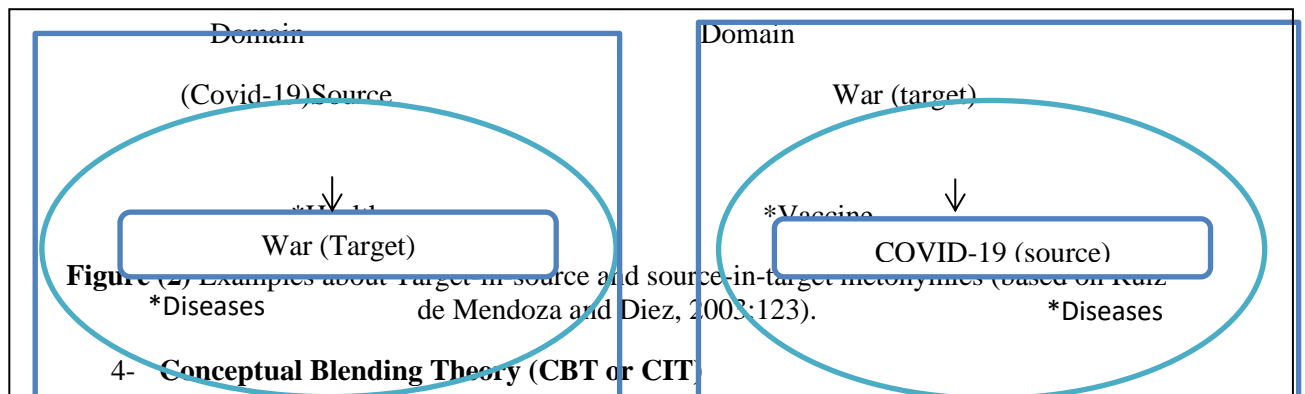 Domain Domain
(Covid-19)Source War (target)
*Vaccine
War (Target) COVID-19 (source)
Figure (2) Examples about Target-in-source and source-in-target metonymies (based on Ruiz
*Diseases de Mendoza and Diez, 2003:123). *Diseases
4- Conceptual Blending Theory (CBT or CIT)